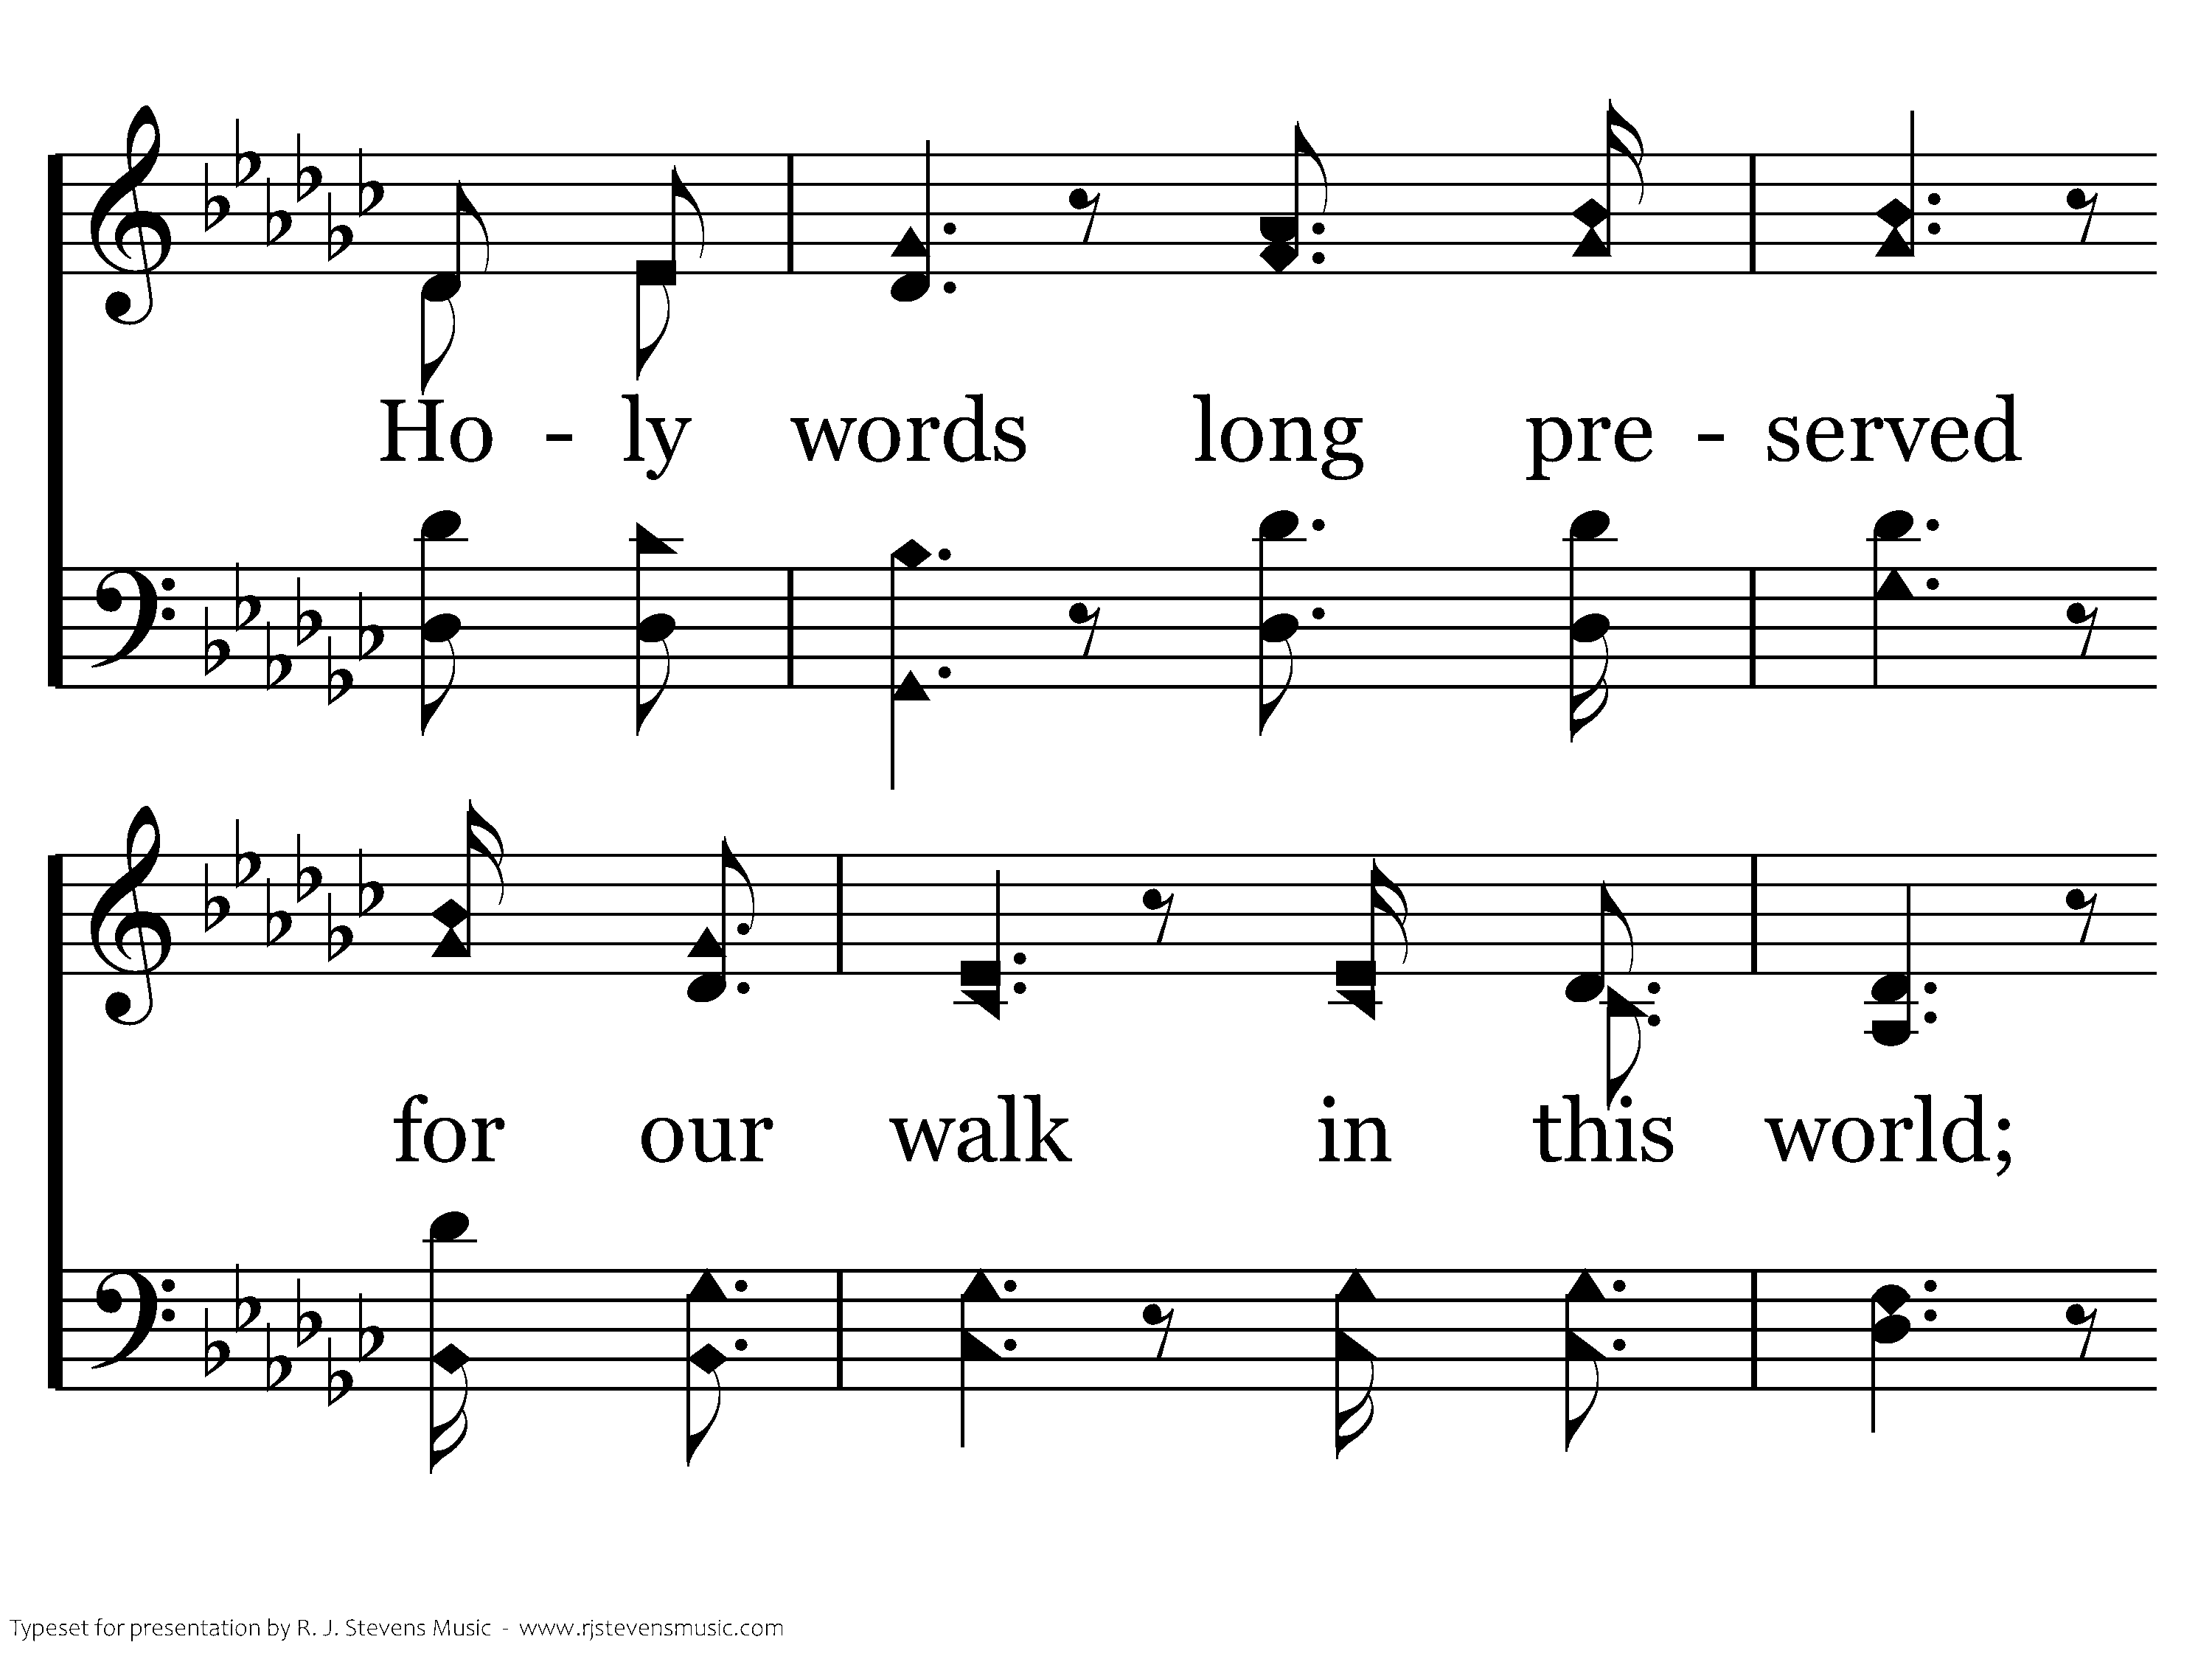 Ho - ly words long pre - served
for our walk in this world;
Typeset for presentation by R. J. Stevens Music - www.rjstevensmusic.com